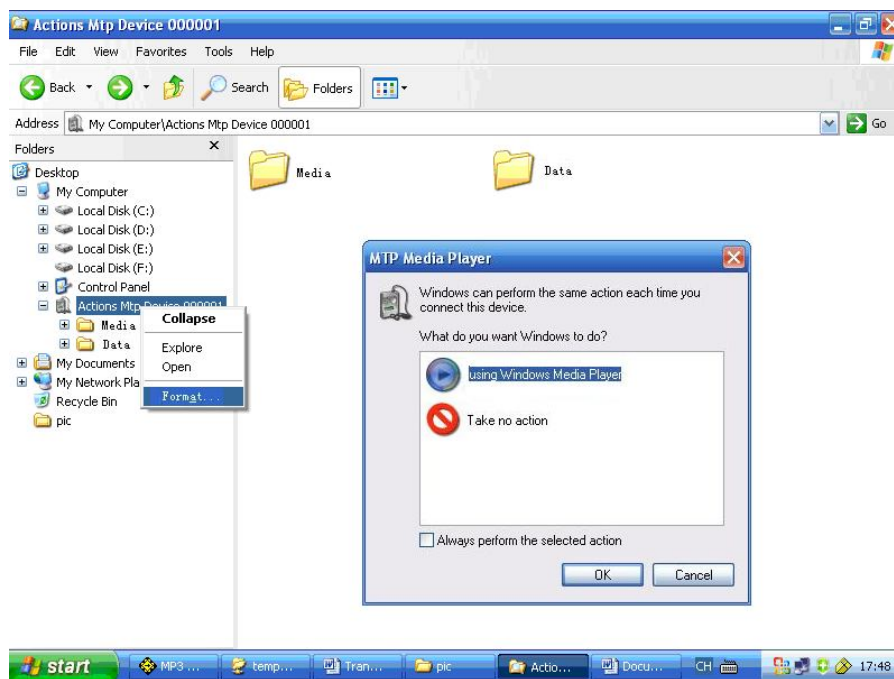 Actions Mtp Device 000001
File Edit View Favorites Tools Help
Back Search Folders
Address My Computer\Actions Mtp Device 000001 Go
Folders X
Desktop
My Computer
Local Disk (C:)
Local Disk (D:)
Local Disk (E:)
Local Disk (F:)
Control Panel
Actions Mtp Device 000001
Media
Data
My Documents
My Network Pla
Recycle Bin
pic
Collapse
Explore
Open
Format...
Media
Data
MTP Media Player
Windows can perform the same action each time you
connect this device.
What do you want Windows to do?
using Windows Media Player
Take no action
Always perform the selected action
OK Cancel
start MP3 ... temp... Tran... pic Actio... Docu... CH 17:48